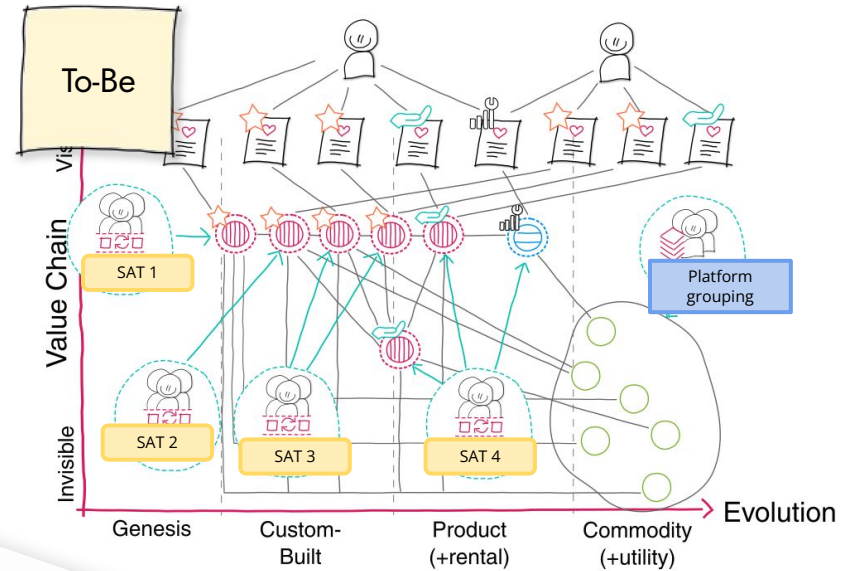 To-Be
Vis
Value Chain
Invisible
SAT 1
SAT 2
SAT 3
SAT 4
Platform
grouping
Evolution
Genesis
Custom-
Built
Product
(+rental)
Commodity
(+utility)